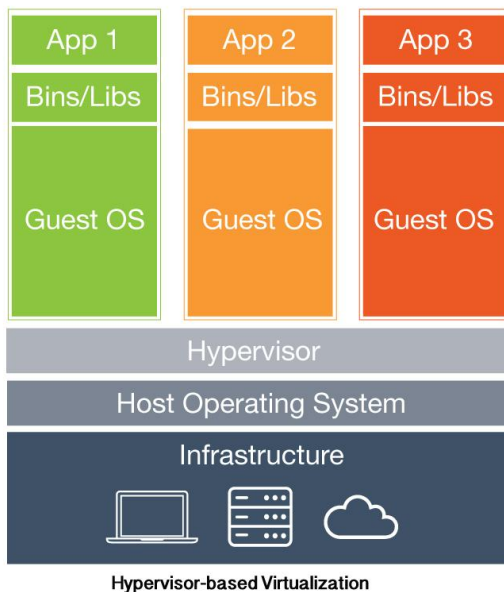 App 1
App 2
App 3
Bins/Libs
Bins/Libs
Bins/Libs
Guest OS
Guest OS
Guest OS
Hypervisor
Host Operating System
Infrastructure
Hypervisor-based Virtualization